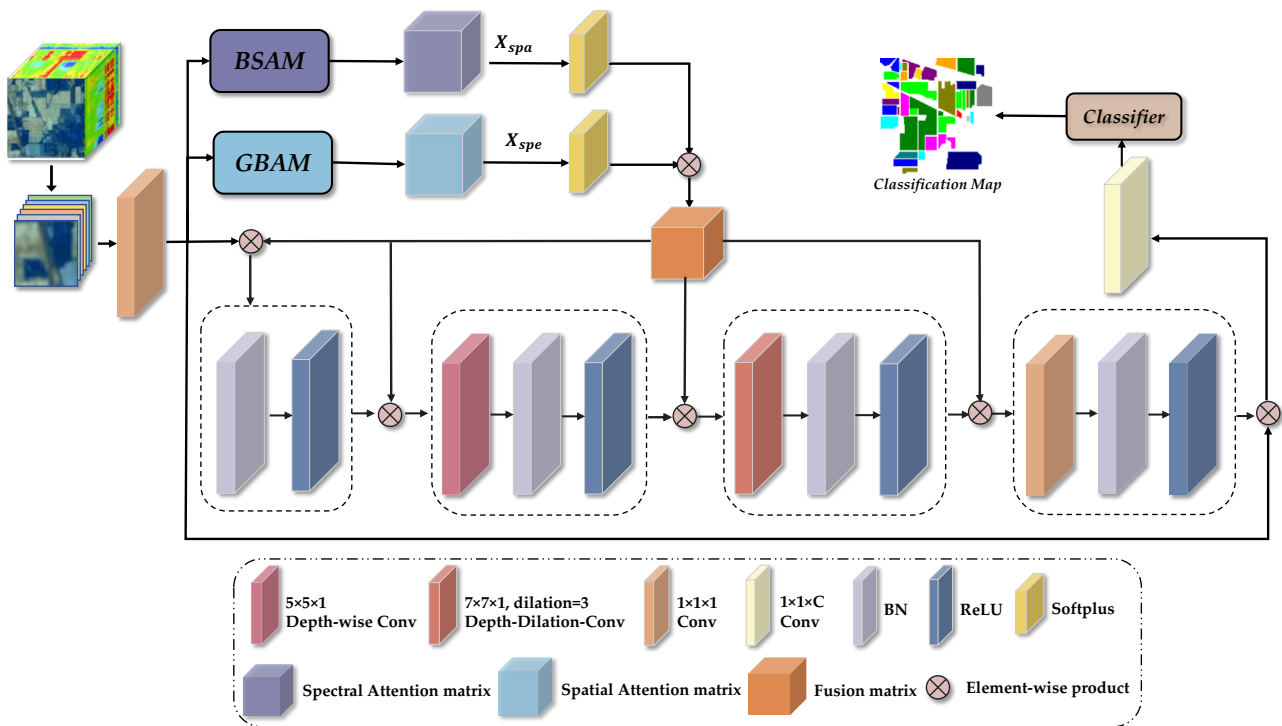 BSAM
X_spa
GBAM
X_spe
Classifier
Classification Map
5×5×1
Depth-wise Conv
7×7×1, dilation=3
Depth-Dilation-Conv
1×1×1
Conv
1×1×C
Conv
BN
ReLU
Softplus
Spectral Attention matrix
Spatial Attention matrix
Fusion matrix
Element-wise product